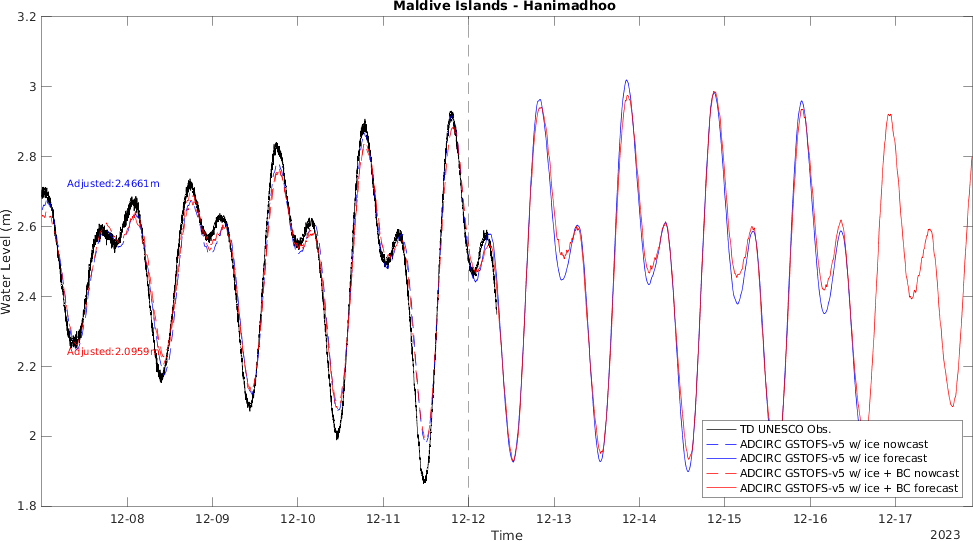 Maldive Islands - Hanimadhoo
3.2
3
2.8
2.6
2.4
2.2
2
1.8
Water Level (m)
Adjusted:2.4661m
Adjusted:2.0959m
TD UNESCO Obs.
ADCIRC GSTOFS-v5 w/ ice nowcast
ADCIRC GSTOFS-v5 w/ ice forecast
ADCIRC GSTOFS-v5 w/ ice + BC nowcast
ADCIRC GSTOFS-v5 w/ ice + BC forecast
12-08 12-09 12-10 12-11 12-12 12-13 12-14 12-15 12-16 12-17
Time
2023